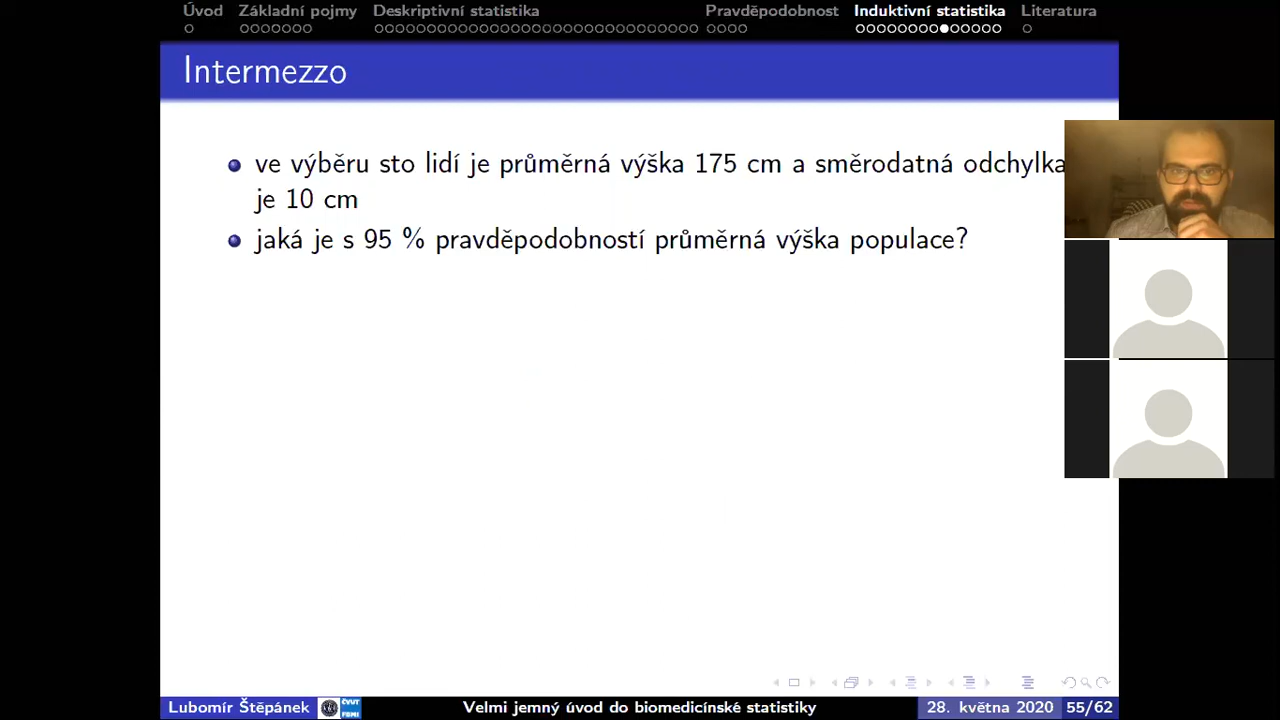 Úvod Základní pojmy Deskriptivní statistika Pravděpodobnost Induktivní statistika Literatura
Intermezzo
ve výběru sto lidí je průměrná výška 175 cm a směrodatná odchylka
je 10 cm
jaká je s 95 % pravděpodobností průměrná výška populace?
Lubomír Štěpánek ČVUT FBMI Velmi jemný úvod do biomedicínské statistiky 28. května 2020 55/62